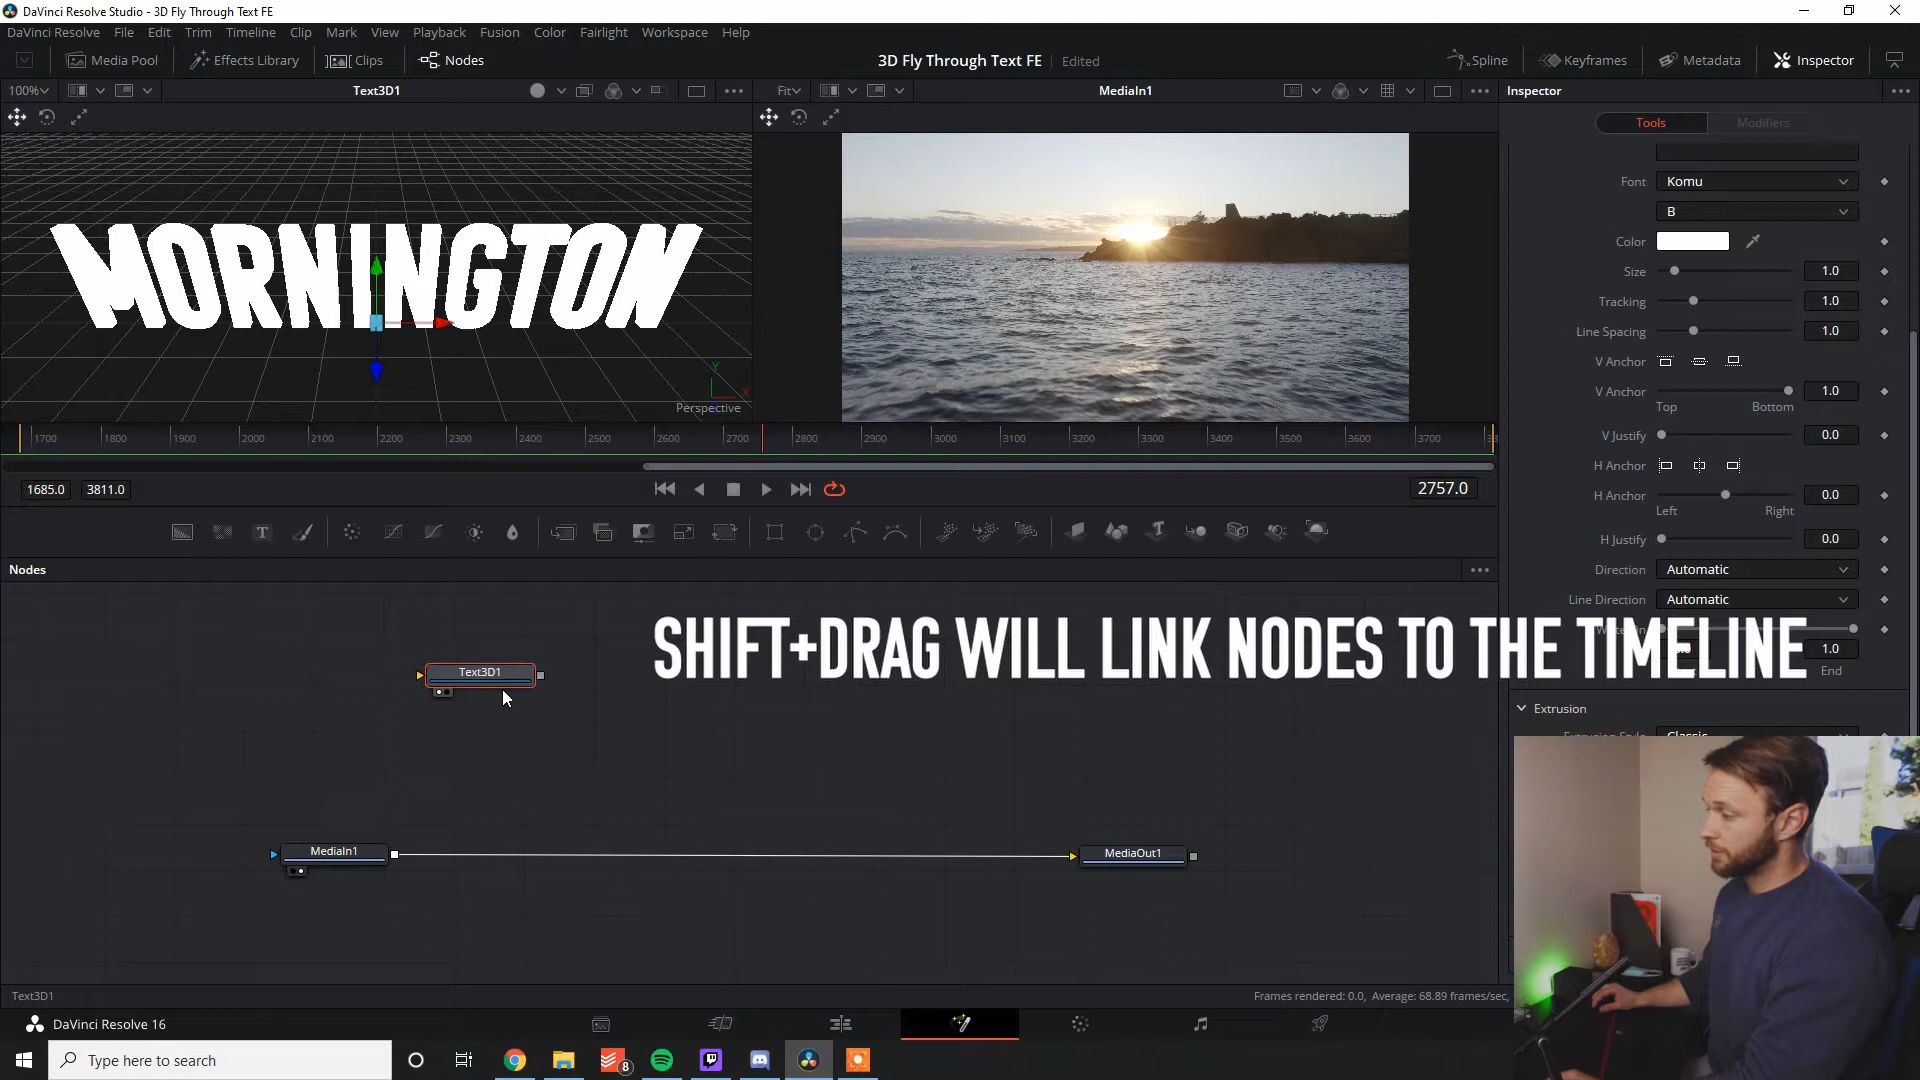 DaVinci Resolve Studio - 3D Fly Through Text FE
DaVinci Resolve File Edit Trim Timeline Clip Mark View Playback Fusion Color Fairlight Workspace Help
Media Pool Effects Library Clips Nodes 3D Fly Through Text FE Edited Spline Keyframes Metadata Inspector
100% Text3D1 Fit MediaIn1 Inspector
Tools Modifiers
MORNINGTON
Y
X
Perspective
Font Komu
B
Color
Size 1.0
Tracking 1.0
Line Spacing 1.0
V Anchor
V Anchor 1.0
Top Bottom
V Justify 0.0
H Anchor
H Anchor 0.0
Left Right
H Justify 0.0
Direction Automatic
Line Direction Automatic
1.0
End
Extrusion
Classic
1700 1800 1900 2000 2100 2200 2300 2400 2500 2600 2700 2800 2900 3000 3100 3200 3300 3400 3500 3600 3700
1685.0 3811.0 2757.0
Nodes
SHIFT+DRAG WILL LINK NODES TO THE TIMELINE
Text3D1
MediaIn1
MediaOut1
Text3D1 Frames rendered: 0.0, Average: 68.89 frames/sec,
DaVinci Resolve 16
Type here to search
8